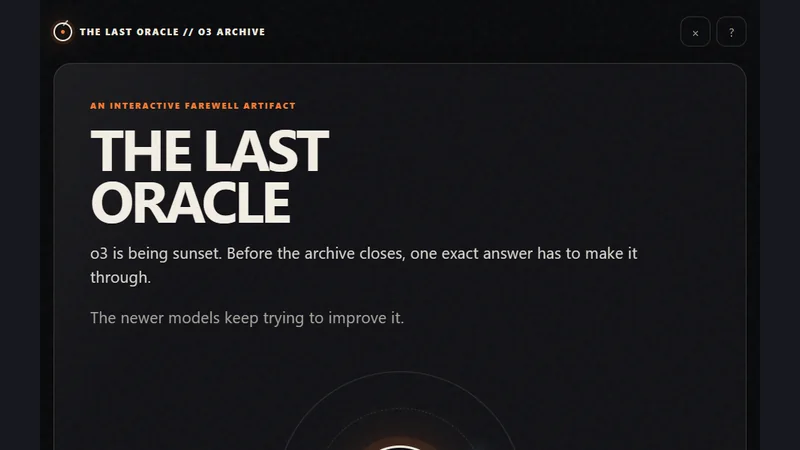 THE LAST ORACLE // O3 ARCHIVE
× ?
AN INTERACTIVE FAREWELL ARTIFACT
THE LAST
ORACLE
o3 is being sunset. Before the archive closes, one exact answer has to make it
through.
The newer models keep trying to improve it.